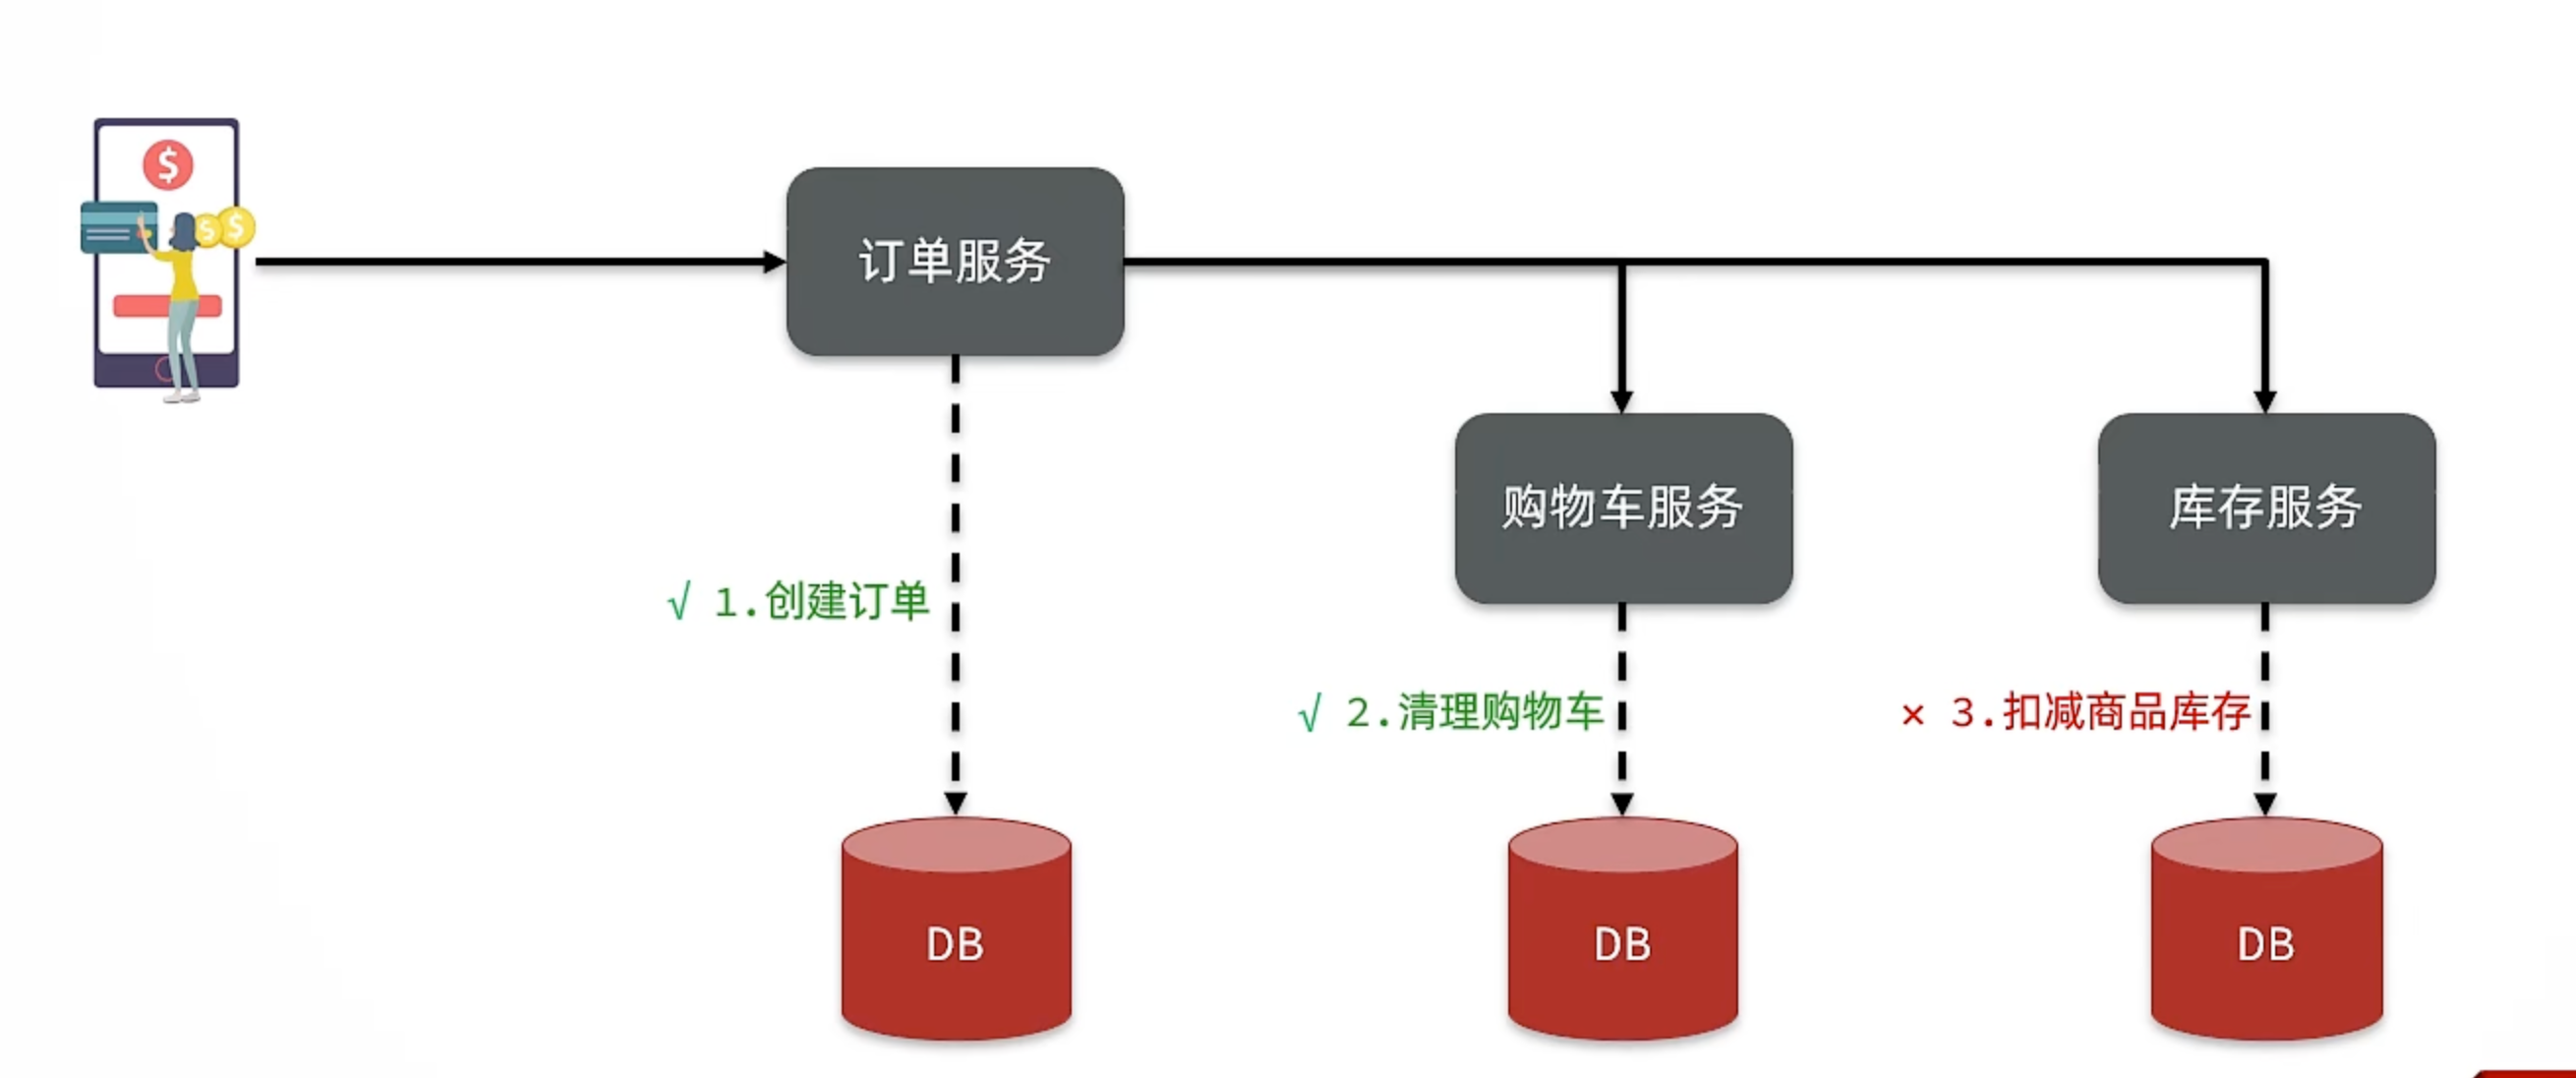 $
$
$
订单服务
购物车服务
库存服务
√ 1.创建订单
√ 2.清理购物车
× 3.扣减商品库存
DB
DB
DB